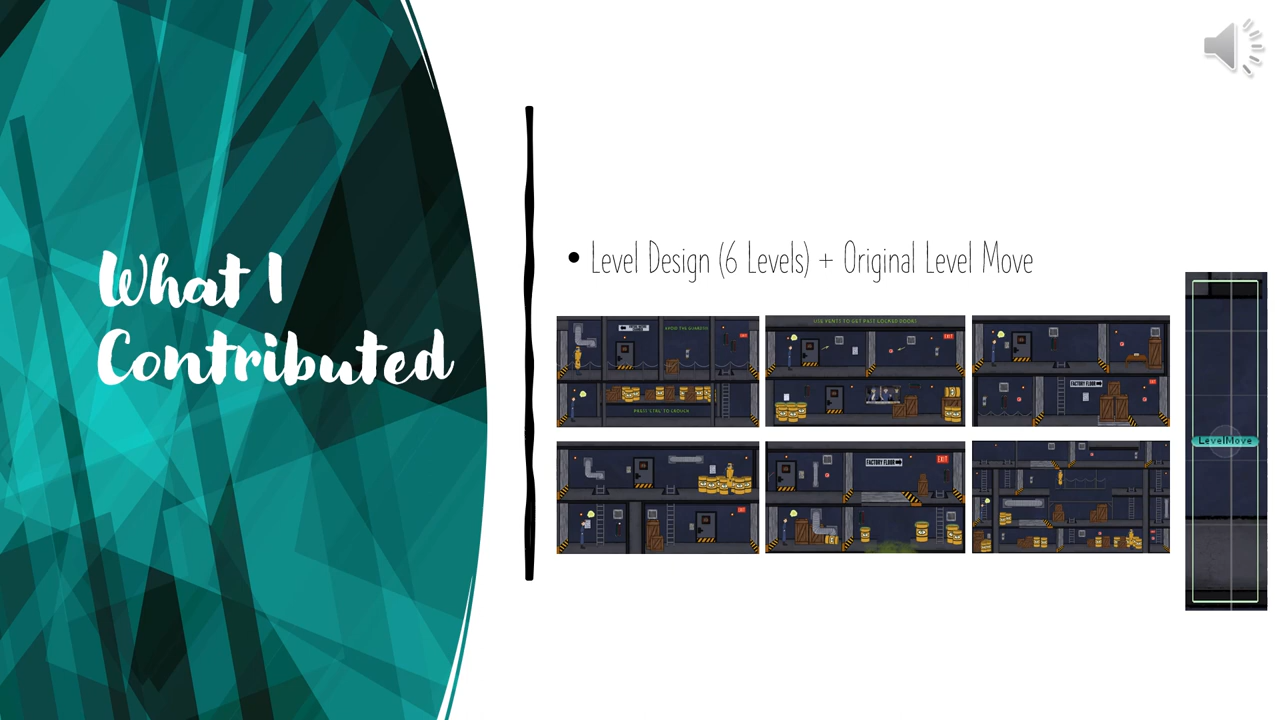 What I
Contributed
• Level Design (6 Levels) + Original Level Move
AVOID THE GUARDS!
EXIT
PRESS 'CTRL' TO CROUCH
USE VENTS TO GET PAST LOCKED DOORS!
EXIT
FACTORY FLOOR
EXIT
EXIT
FACTORY FLOOR
EXIT
LevelMove